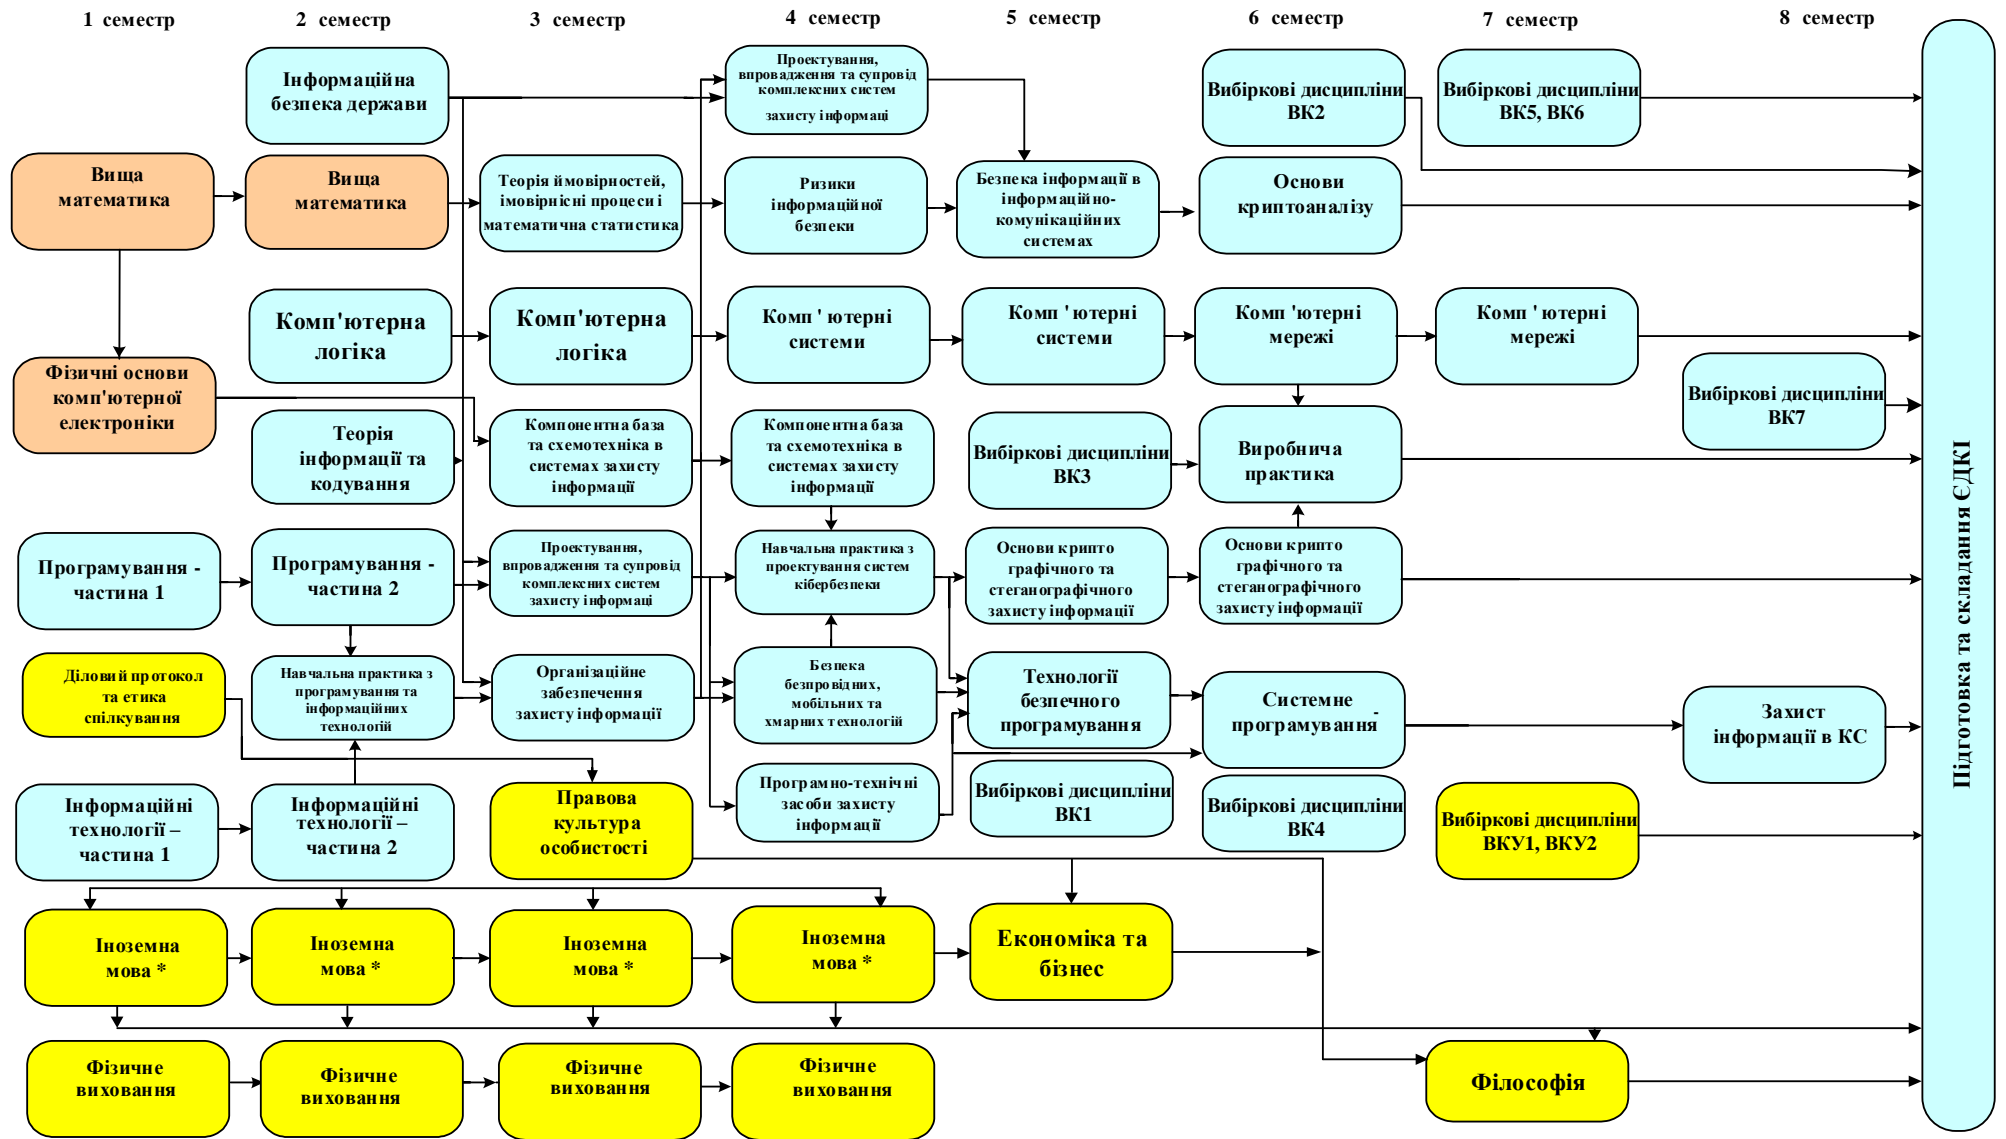 1 семестр
2 семестр
3 семестр
4 семестр
5 семестр
6 семестр
7 семестр
8 семестр
Інформаційна
безпека держави
Проектування,
впровадження та супровід
комплексних систем
захисту інформаці
Вибіркові дисципліни
ВК2
Вибіркові дисципліни
ВК5, ВК6
Вища
математика
Вища
математика
Теорія ймовірностей,
імовірнісні процеси і
математична статистика
Ризики
інформаційної
безпеки
Безпека інформації в
інформаційно-
комунікаційних
системах
Основи
криптоаналізу
Комп'ютерна
логіка
Комп'ютерна
логіка
Комп ' ютерні
системи
Комп 'ютерні
системи
Комп 'ютерні
мережі
Комп 'ютерні
мережі
Фізичні основи
комп'ютерної
електроніки
Теорія
інформації та
кодування
Компонентна база
та схемотехніка в
системах захисту
інформації
Компонентна база
та схемотехніка в
системах захисту
інформації
Вибіркові дисципліни
ВК3
Виробнича
практика
Вибіркові дисципліни
ВК7
Програмування -
частина 1
Програмування -
частина 2
Проектування,
впровадження та супровід
комплексних систем
захисту інформаці
Навчальна практика з
проектування систем
кібербезпеки
Основи крипто
графічного та
стеганографічного
захисту інформації
Основи крипто
графічного та
стеганографічного
захисту інформації
Діловий протокол
та етика
спілкування
Навчальна практика з
програмування та
інформаційних
технологій
Організаційне
забезпечення
захисту інформації
Безпека
безпровідних,
мобільних та
хмарних технологій
Технології
безпечного
програмування
Системне -
програмування
Захист
інформації в КС
Інформаційні
технології –
частина 1
Інформаційні
технології –
частина 2
Правова
культура
особистості
Програмно-технічні
засоби захисту
інформації
Вибіркові дисципліни
ВК1
Вибіркові дисципліни
ВК4
Вибіркові дисципліни
ВКУ1, ВКУ2
Іноземна
мова *
Іноземна
мова *
Іноземна
мова *
Іноземна
мова *
Економіка та
бізнес
Фізичне
виховання
Фізичне
виховання
Фізичне
виховання
Фізичне
виховання
Філософія
Підготовка та складання ЄДКІ